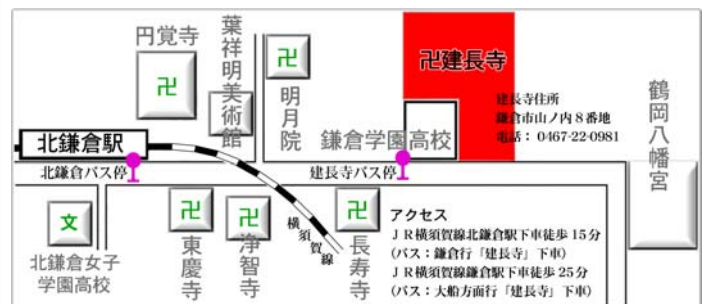 円覚寺
卍
葉祥明美術館
卍
明月院
卍建長寺
建長寺住所
鎌倉市山ノ内8番地
電話： 0467-22-0981
鶴岡八幡宮
鎌倉学園高校
北鎌倉駅
北鎌倉バス停
建長寺バス停
文
北鎌倉女子
学園高校
卍
東慶寺
卍
浄智寺
横須賀線
卍
長寿寺
アクセス
ＪＲ横須賀線北鎌倉駅下車徒歩15分
(バス：鎌倉行「建長寺」下車)
ＪＲ横須賀線鎌倉駅下車徒歩25分
(バス：大船方面行「建長寺」下車)